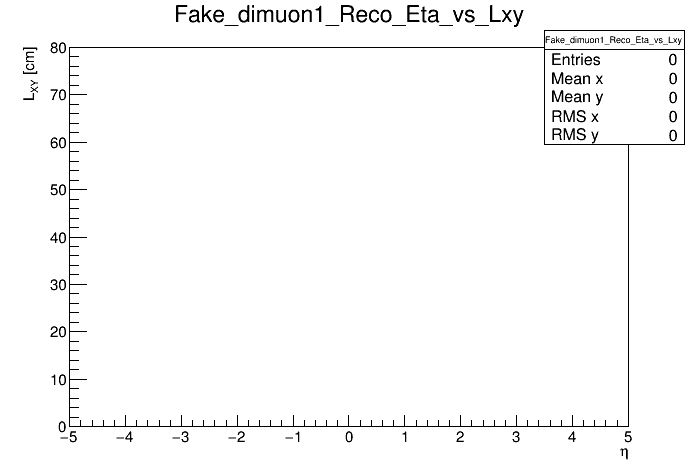 Fake_dimuon1_Reco_Eta_vs_Lxy
Fake_dimuon1_Reco_Eta_vs_Lxy
Entries 0
Mean x 0
Mean y 0
RMS x 0
RMS y 0
L_XY [cm]
80
70
60
50
40
30
20
10
0
−5 −4 −3 −2 −1 0 1 2 3 4 5
η